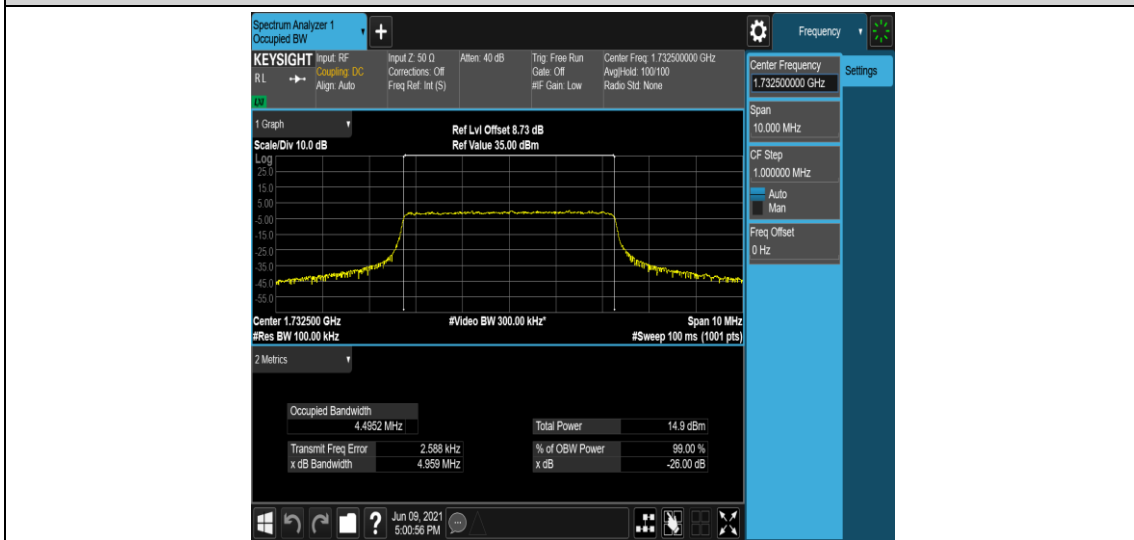 Spectrum Analyzer 1
Occupied BW
+
Frequency
KEYSIGHT
RL
LXI
Input: RF
Coupling: DC
Align: Auto
Input Z: 50 Ω
Corrections: Off
Freq Ref: Int (S)
Atten: 40 dB
Trig: Free Run
Gate: Off
#IF Gain: Low
Center Freq: 1.732500000 GHz
Avg|Hold: 100/100
Radio Std: None
Center Frequency
1.732500000 GHz
Settings
Span
10.000 MHz
CF Step
1.000000 MHz
Auto
Man
Freq Offset
0 Hz
1 Graph
Ref Lvl Offset 8.73 dB
Scale/Div 10.0 dB
Ref Value 35.00 dBm
Log
25.0
15.0
5.00
-5.00
-15.0
-25.0
-35.0
-45.0
-55.0
Center 1.732500 GHz
#Video BW 300.00 kHz*
Span 10 MHz
#Res BW 100.00 kHz
#Sweep 100 ms (1001 pts)
2 Metrics
Occupied Bandwidth
4.4952 MHz
Total Power 14.9 dBm
Transmit Freq Error 2.588 kHz
% of OBW Power 99.00 %
x dB Bandwidth 4.959 MHz
x dB -26.00 dB
?
Jun 09, 2021
5:00:56 PM